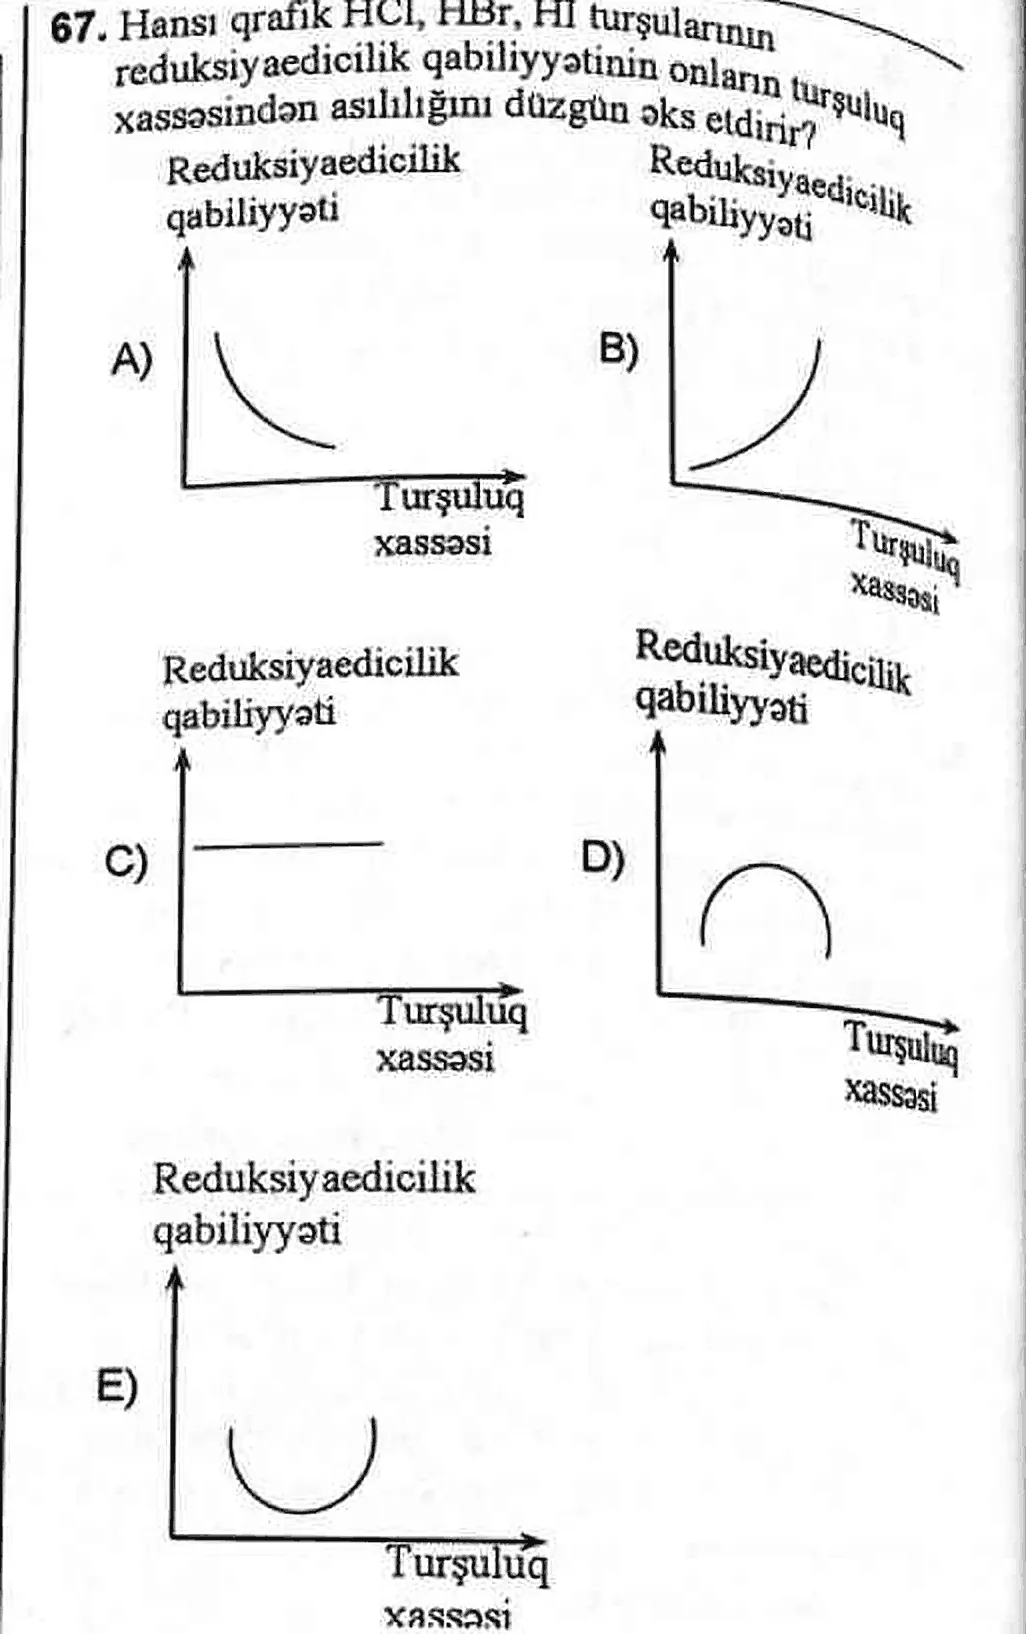 67. Hansı qrafik HCl, HBr, HI turşularının
reduksiyaedicilik qabiliyyətinin onların turşuluq
xassəsindən asılılığını düzgün əks etdirir?
Reduksiyaedicilik
qabiliyyəti
A)
Turşuluq
xassəsi
Reduksiyaedicilik
qabiliyyəti
B)
Turşuluq
xassəsi
Reduksiyaedicilik
qabiliyyəti
C)
Turşuluq
xassəsi
Reduksiyaedicilik
qabiliyyəti
D)
Turşuluq
xassəsi
Reduksiyaedicilik
qabiliyyəti
E)
Turşuluq
xassəsi